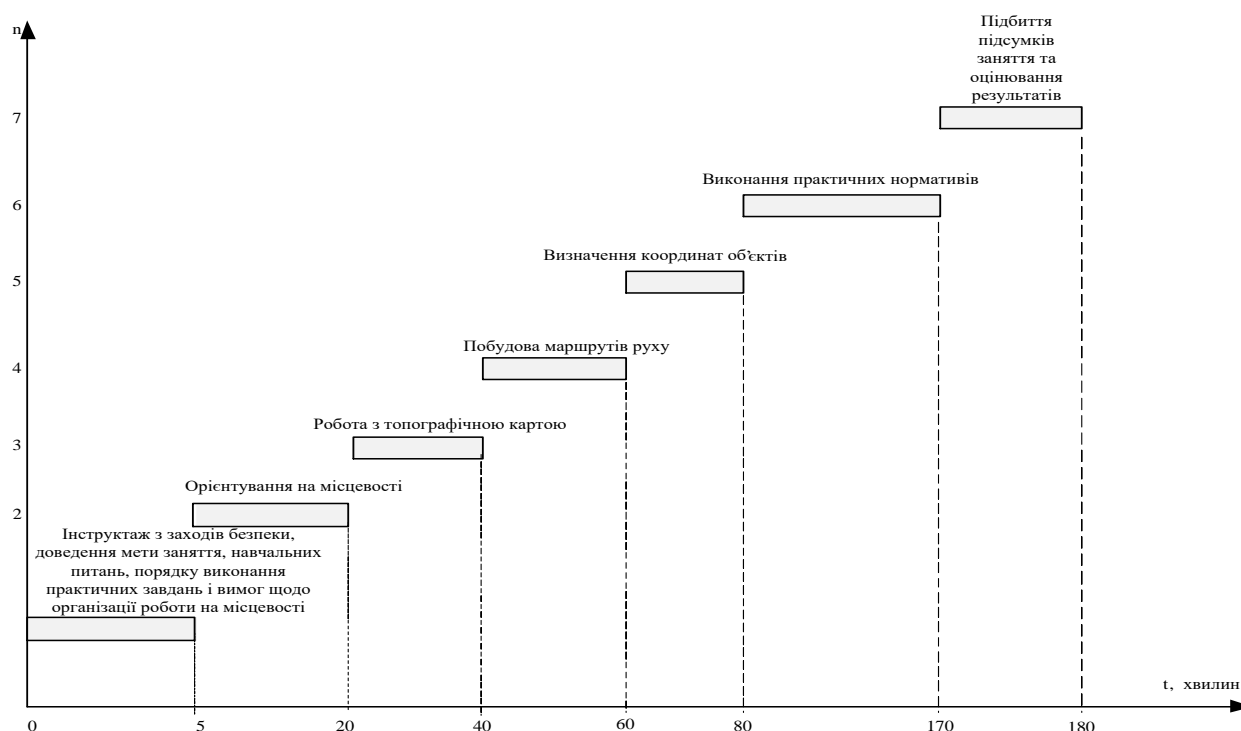 n
Підбиття
підсумків
заняття та
оцінювання
результатів
7
Виконання практичних нормативів
6
Визначення координат об'єктів
5
Побудова маршрутів руху
4
Робота з топографічною картою
3
Орієнтування на місцевості
2
Інструктаж з заходів безпеки,
доведення мети заняття, навчальних
питань, порядку виконання
практичних завдань і вимог щодо
організації роботи на місцевості
t, хвилин
0 5 20 40 60 80 170 180